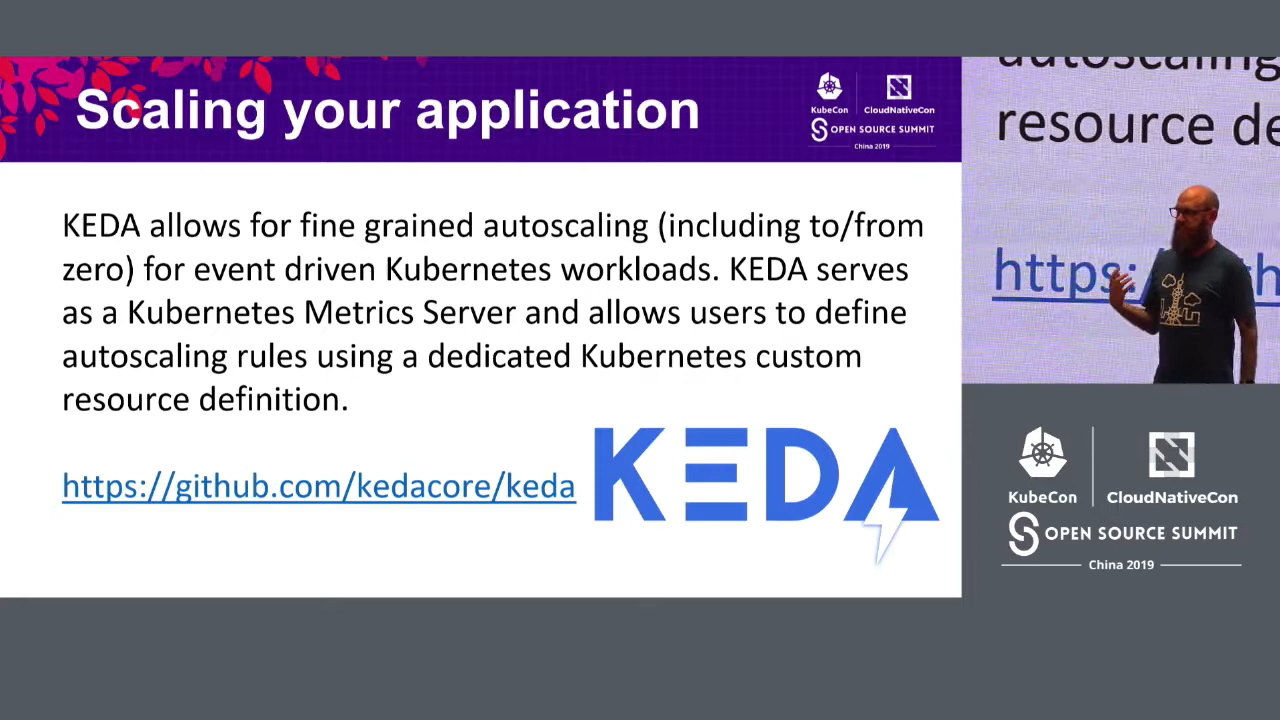 Scaling your application
KubeCon
CloudNativeCon
OPEN SOURCE SUMMIT
China 2019
KEDA allows for fine grained autoscaling (including to/from
zero) for event driven Kubernetes workloads. KEDA serves
as a Kubernetes Metrics Server and allows users to define
autoscaling rules using a dedicated Kubernetes custom
resource definition.
https://github.com/kedacore/keda
KEDA
autoscaling
resource de
https:
KubeCon
CloudNativeCon
OPEN SOURCE SUMMIT
China 2019